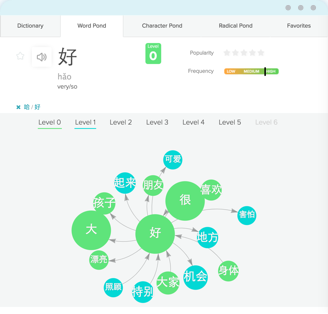 Dictionary
Word Pond
Character Pond
Radical Pond
Favorites
好
hăo
very/so
Level
0
Popularity
Frequency
LOW
MEDIUM
HIGH
× 哈 / 好
Level 0
Level 1
Level 2
Level 3
Level 4
Level 5
Level 6
可爱
起来
朋友
喜欢
很
孩子
害怕
大
好
地方
漂亮
身体
机会
大家
照顾
特别